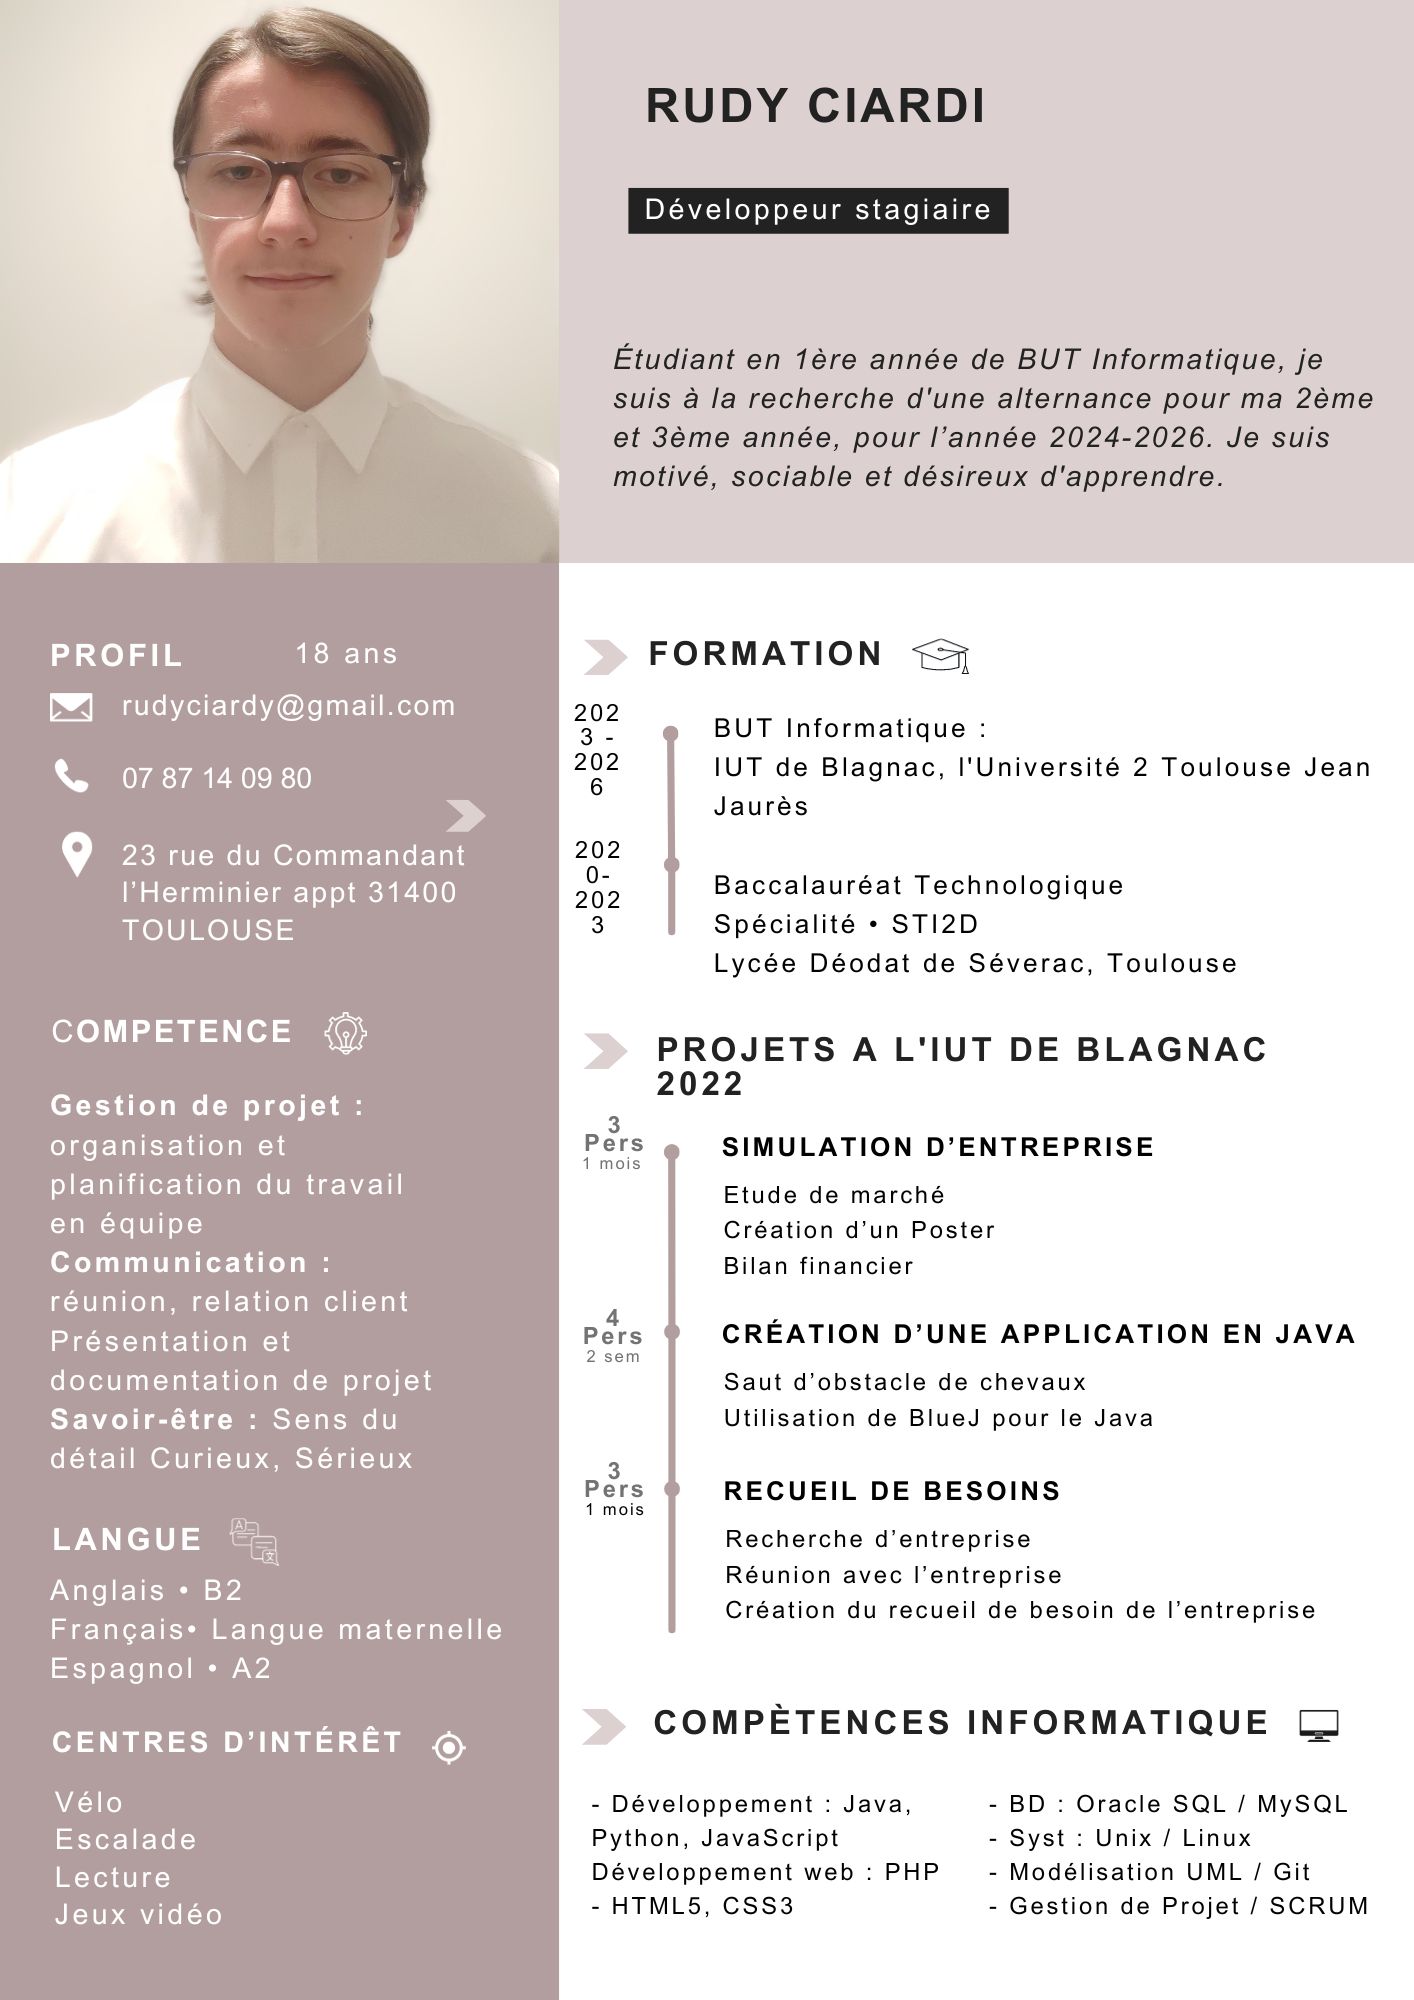 RUDY CIARDI
Développeur stagiaire
Étudiant en 1ère année de BUT Informatique, je
suis à la recherche d'une alternance pour ma 2ème
et 3ème année, pour l’année 2024-2026. Je suis
motivé, sociable et désireux d'apprendre.
PROFIL
18 ans
rudyciardy@gmail.com
07 87 14 09 80
23 rue du Commandant
l’Herminier appt 31400
TOULOUSE
COMPETENCE
Gestion de projet :
organisation et
planification du travail
en équipe
Communication :
réunion, relation client
Présentation et
documentation de projet
Savoir-être : Sens du
détail Curieux, Sérieux
LANGUE
Anglais • B2
Français• Langue maternelle
Espagnol • A2
CENTRES D’INTÉRÊT
Vélo
Escalade
Lecture
Jeux vidéo
FORMATION
202
3 -
202
6
BUT Informatique :
IUT de Blagnac, l'Université 2 Toulouse Jean
Jaurès
202
0-
202
3
Baccalauréat Technologique
Spécialité • STI2D
Lycée Déodat de Séverac, Toulouse
PROJETS A L'IUT DE BLAGNAC
2022
3
Pers
1 mois
SIMULATION D’ENTREPRISE
Etude de marché
Création d’un Poster
Bilan financier
4
Pers
2 sem
CRÉATION D’UNE APPLICATION EN JAVA
Saut d’obstacle de chevaux
Utilisation de BlueJ pour le Java
3
Pers
1 mois
RECUEIL DE BESOINS
Recherche d’entreprise
Réunion avec l’entreprise
Création du recueil de besoin de l’entreprise
COMPÈTENCES INFORMATIQUE
- Développement : Java,
Python, JavaScript
Développement web : PHP
- HTML5, CSS3
- BD : Oracle SQL / MySQL
- Syst : Unix / Linux
- Modélisation UML / Git
- Gestion de Projet / SCRUM